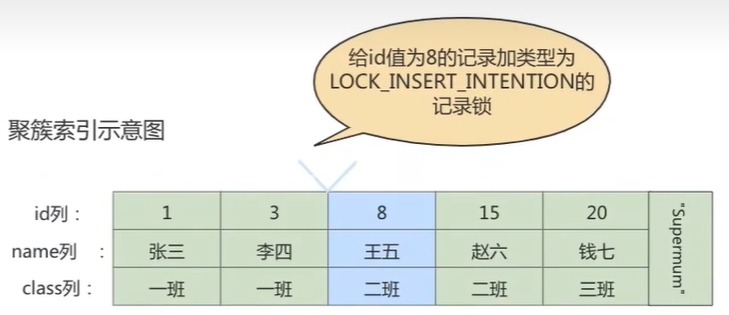 给id值为8的记录加类型为
LOCK_INSERT_INTENTION的
记录锁
聚簇索引示意图
id列： 1 3 8 15 20 "Supermum"
name列 ： 张三 李四 王五 赵六 钱七
class列： 一班 一班 二班 二班 三班